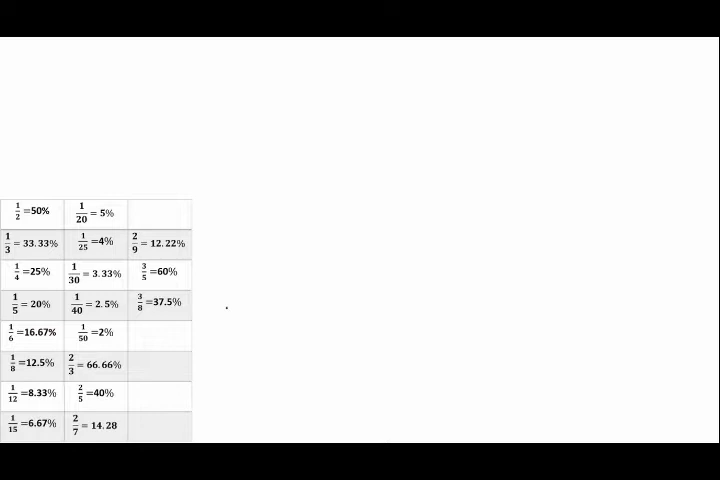 1/2 =50% 1/20 = 5%
1/3 = 33.33% 1/25 =4% 2/9 = 12.22%
1/4 =25% 1/30 = 3.33% 3/5 =60%
1/5 = 20% 1/40 = 2.5% 3/8 =37.5%
1/6 =16.67% 1/50 =2%
1/8 =12.5% 2/3 = 66.66%
1/12 =8.33% 2/5 =40%
1/15 =6.67% 2/7 = 14.28